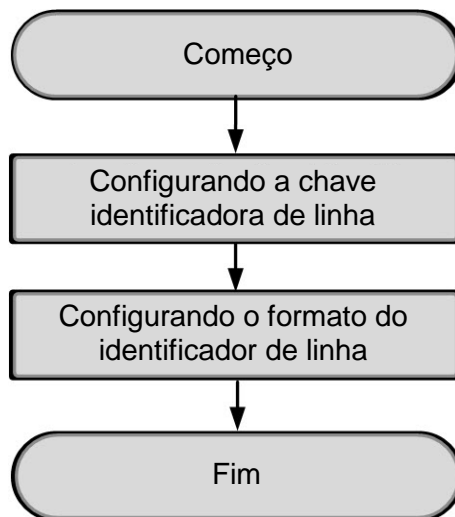 Começo
Configurando a chave
identificadora de linha
Configurando o formato do
identificador de linha
Fim